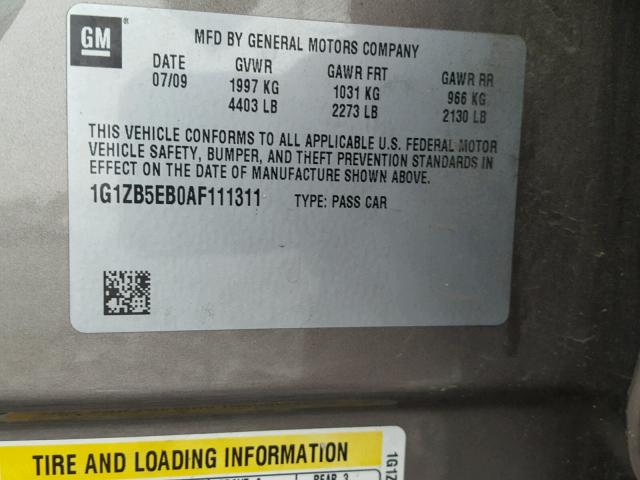 GM
MFD BY GENERAL MOTORS COMPANY
DATE GVWR GAWR FRT GAWR RR
07/09 1997 KG 1031 KG 966 KG
4403 LB 2273 LB 2130 LB
THIS VEHICLE CONFORMS TO ALL APPLICABLE U.S. FEDERAL MOTOR
VEHICLE SAFETY, BUMPER, AND THEFT PREVENTION STANDARDS IN
EFFECT ON THE DATE OF MANUFACTURE SHOWN ABOVE.
1G1ZB5EB0AF111311 TYPE: PASS CAR
TIRE AND LOADING INFORMATION
REAR 3
1G1Z